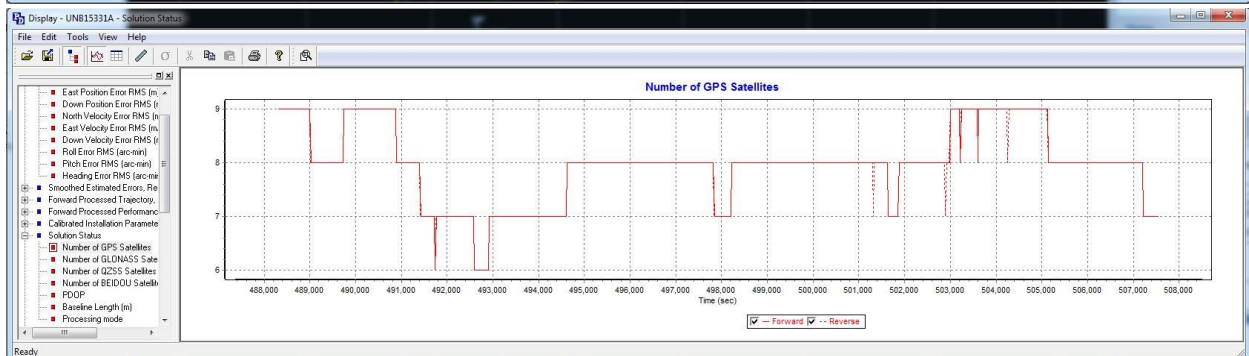 Display - UNB15331A - Solution Status
File Edit Tools View Help
East Position Error RMS (m
Down Position Error RMS (r
North Velocity Error RMS (n
East Velocity Error RMS (m.
Down Velocity Error RMS (r
Roll Error RMS (arc-min)
Pitch Error RMS (arc-min)
Heading Error RMS (arc-mir
Smoothed Estimated Errors, Re
Forward Processed Trajectory,
Forward Processed Performanc
Calibrated Installation Paramete
Solution Status
Number of GPS Satellites
Number of GLONASS Sate
Number of QZSS Satellites
Number of BEIDOU Satellit
PDOP
Baseline Length (m)
Processing mode
Number of GPS Satellites
9
8
7
6
488,000 489,000 490,000 491,000 492,000 493,000 494,000 495,000 496,000 497,000 498,000 499,000 500,000 501,000 502,000 503,000 504,000 505,000 506,000 507,000 508,000
Time (sec)
Forward Reverse
Ready